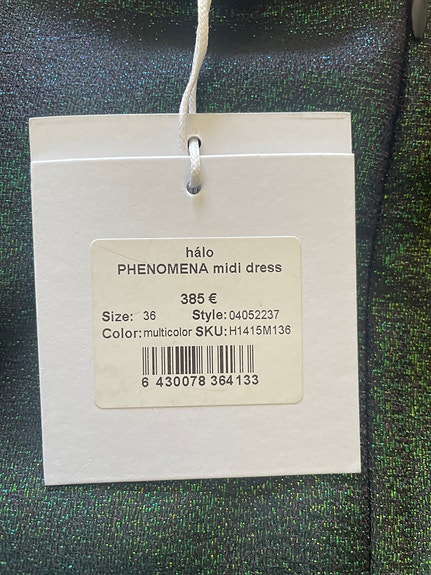 hálo
PHENOMENA midi dress
385 €
Size: 36 Style: 04052237
Color: multicolor SKU: H1415M136
6 430078 364133